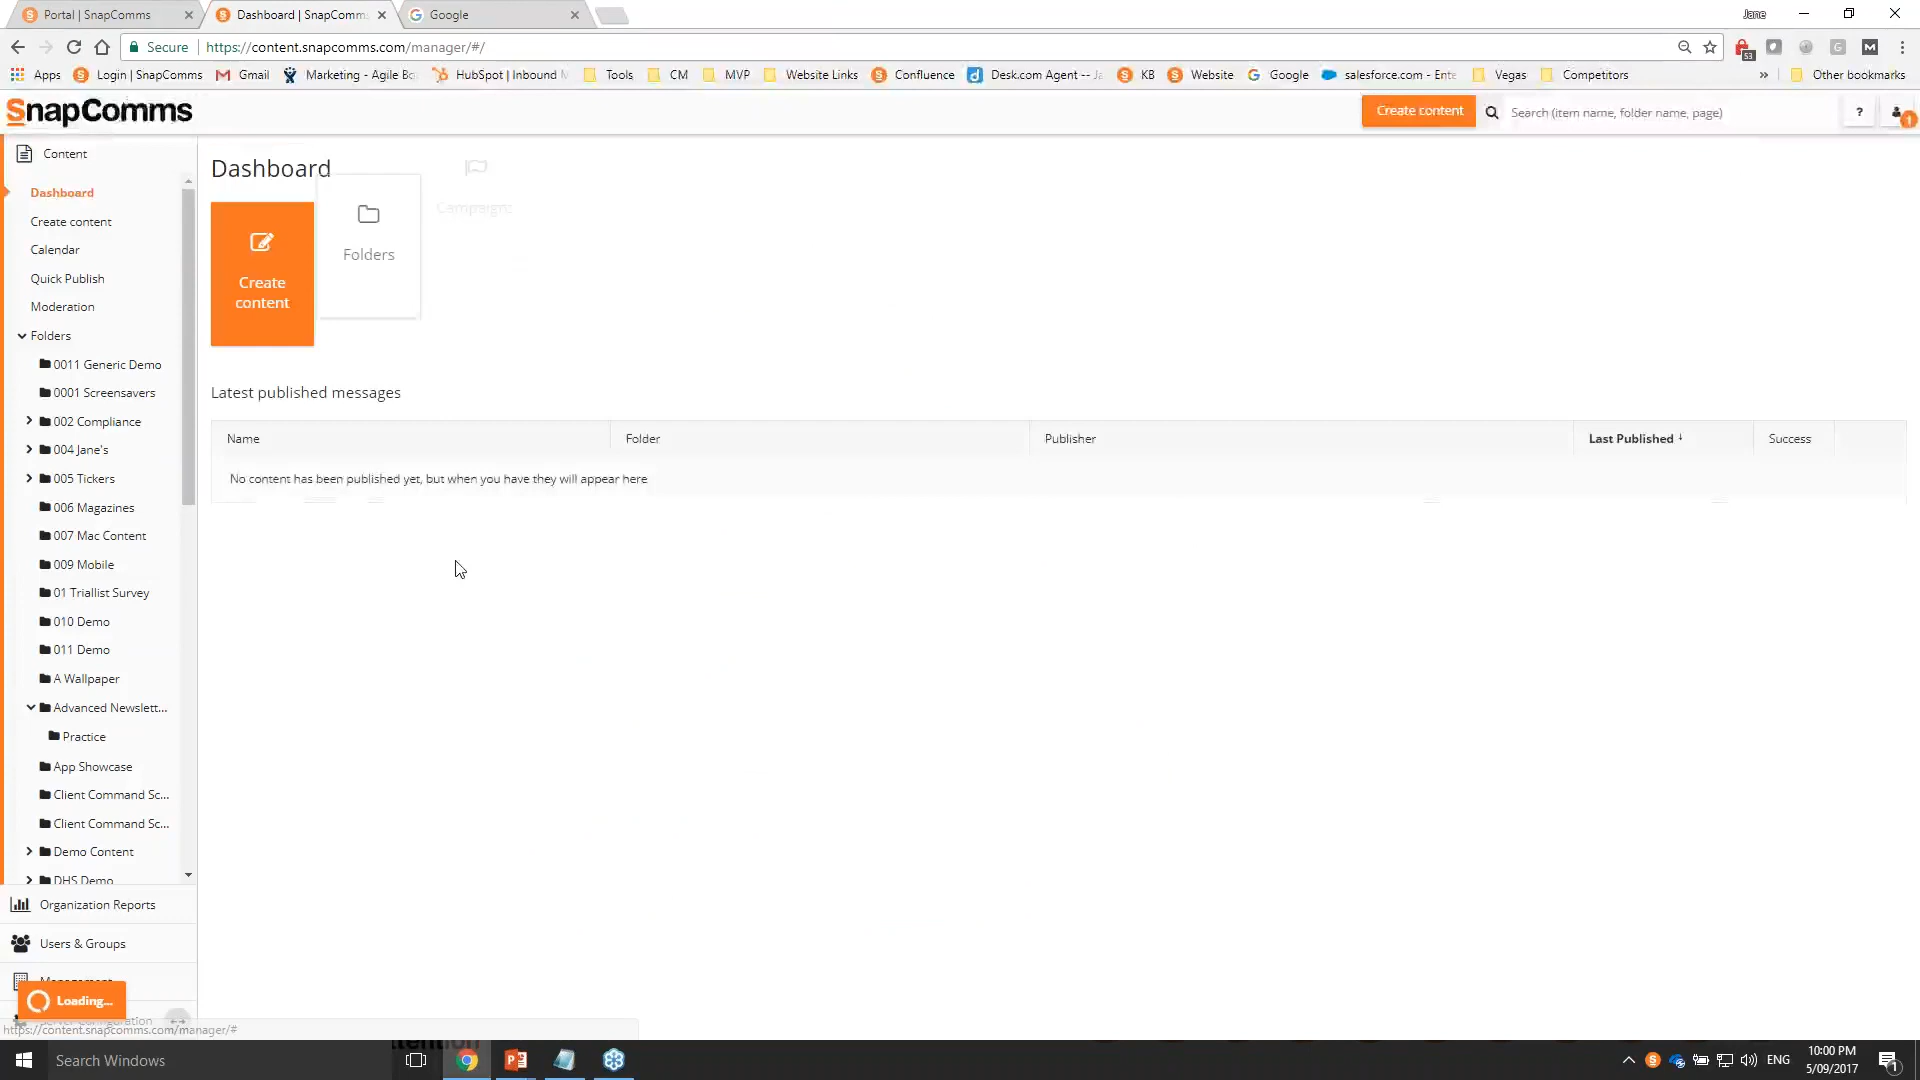 Portal | SnapComms
Dashboard | SnapComms
Google
Jane
Secure
https://content.snapcomms.com/manager/#/
Apps
Login | SnapComms
Gmail
Marketing - Agile Bo
HubSpot | Inbound M
Tools
CM
MVP
Website Links
Confluence
Desk.com Agent -- Ja
KB
Website
Google
salesforce.com - Ente
Vegas
Competitors
»
Other bookmarks
53
SnapComms
Create content
Search (item name, folder name, page)
?
1
Content
Dashboard
Create content
Calendar
Quick Publish
Moderation
Folders
0011 Generic Demo
0001 Screensavers
002 Compliance
004 Jane's
005 Tickers
006 Magazines
007 Mac Content
009 Mobile
01 Triallist Survey
010 Demo
011 Demo
A Wallpaper
Advanced Newslett...
Practice
App Showcase
Client Command Sc...
Client Command Sc...
Demo Content
DHS Demo
Organization Reports
Users & Groups
Management
Loading...
Server Configuration
https://content.snapcomms.com/manager/#
Dashboard
Create
content
Folders
Campaigns
Latest published messages
Name
Folder
Publisher
Last Published
Success
No content has been published yet, but when you have they will appear here
Search Windows
ENG
10:00 PM
5/09/2017
1